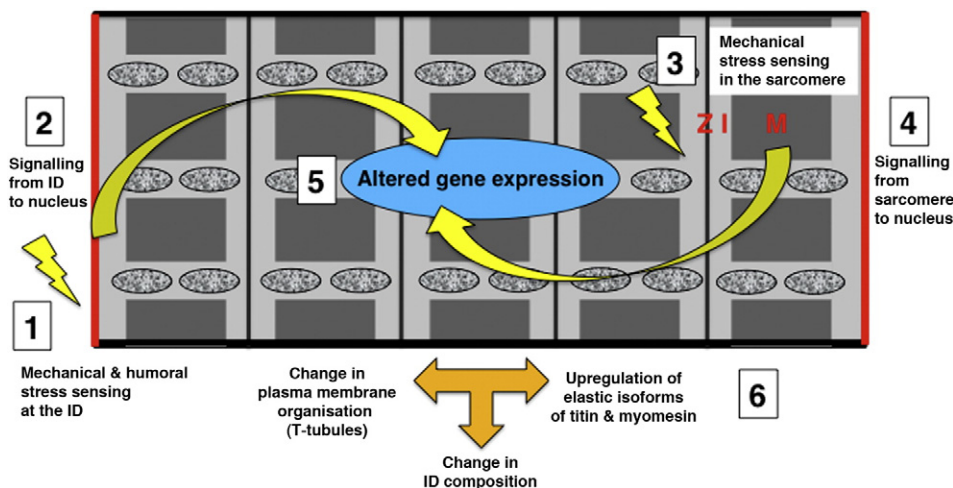 3
Mechanical
stress sensing
in the sarcomere
2
Signalling
from ID
to nucleus
Z I M
4
Signalling
from
sarcomere
to nucleus
5
Altered gene expression
1
Mechanical & humoral
stress sensing
at the ID
Change in
plasma membrane
organisation
(T-tubules)
Upregulation of
elastic isoforms
of titin & myomesin
6
Change in
ID composition